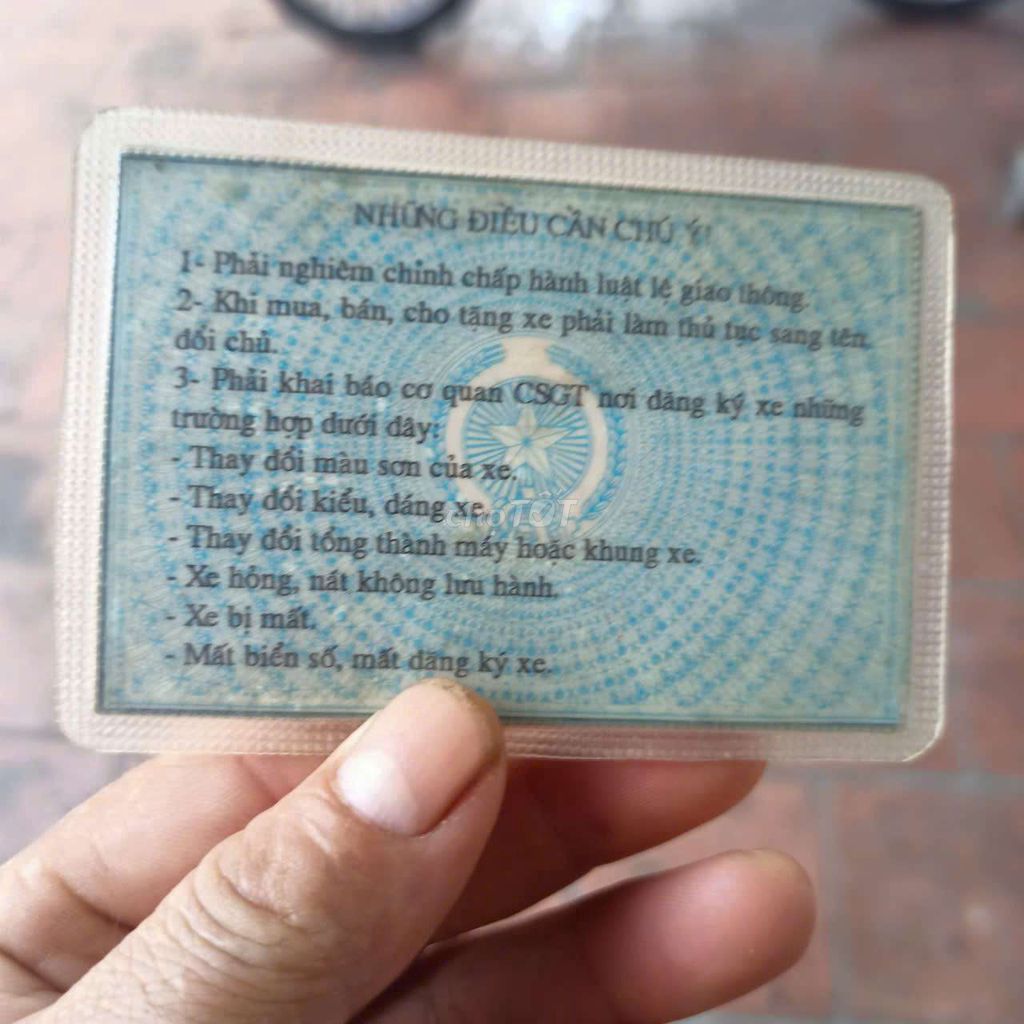 NHỮNG ĐIỀU CẦN CHÚ Ý!
1- Phải nghiêm chỉnh chấp hành luật lệ giao thông.
2- Khi mua, bán, cho tặng xe phải làm thủ tục sang tên
đổi chủ.
3- Phải khai báo cơ quan CSGT nơi đăng ký xe những
trường hợp dưới đây:
- Thay đổi màu sơn của xe.
- Thay đổi kiểu, dáng xe.
chợTỐT
- Thay đổi tổng thành máy hoặc khung xe.
- Xe hỏng, nát không lưu hành.
- Xe bị mất.
- Mất biển số, mất đăng ký xe.